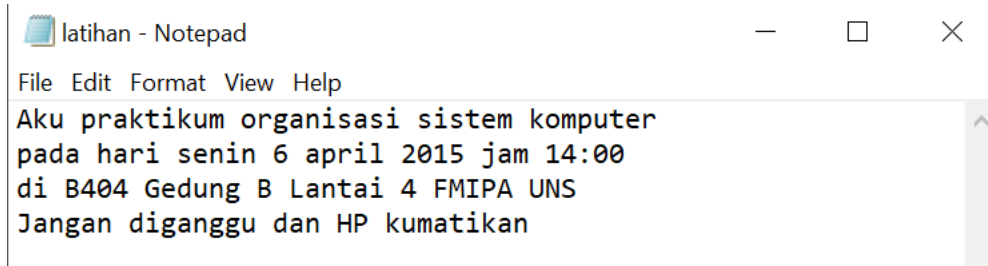 latihan - Notepad
File Edit Format View Help
Aku praktikum organisasi sistem komputer
pada hari senin 6 april 2015 jam 14:00
di B404 Gedung B Lantai 4 FMIPA UNS
Jangan diganggu dan HP kumatikan